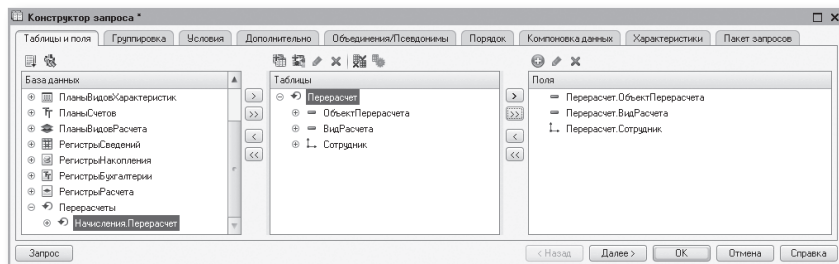 Конструктор запроса *
Таблицы и поля
Группировка
Условия
Дополнительно
Объединения/Псевдонимы
Порядок
Компоновка данных
Характеристики
Пакет запросов
База данных
ПланыВидовХарактеристик
ПланыСчетов
ПланыВидовРасчета
РегистрыСведений
РегистрыНакопления
РегистрыБухгалтерии
РегистрыРасчета
Перерасчеты
Начисления.Перерасчет
Таблицы
Перерасчет
ОбъектПерерасчета
ВидРасчета
Сотрудник
>
>>
<
<<
>
>>
<
<<
Поля
Перерасчет.ОбъектПерерасчета
Перерасчет.ВидРасчета
Перерасчет.Сотрудник
Запрос
< Назад
Далее >
OK
Отмена
Справка